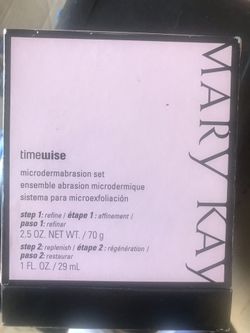 MARY KAY
timewise
microdermabrasion set
ensemble abrasion microdermique
sistema para microexfoliación
step 1: refine / étape 1 : affinement /
paso 1: refinar
2.5 OZ. NET WT. / 70 g
step 2: replenish / étape 2 : régénération /
paso 2: restaurar
1 FL. OZ. / 29 mL